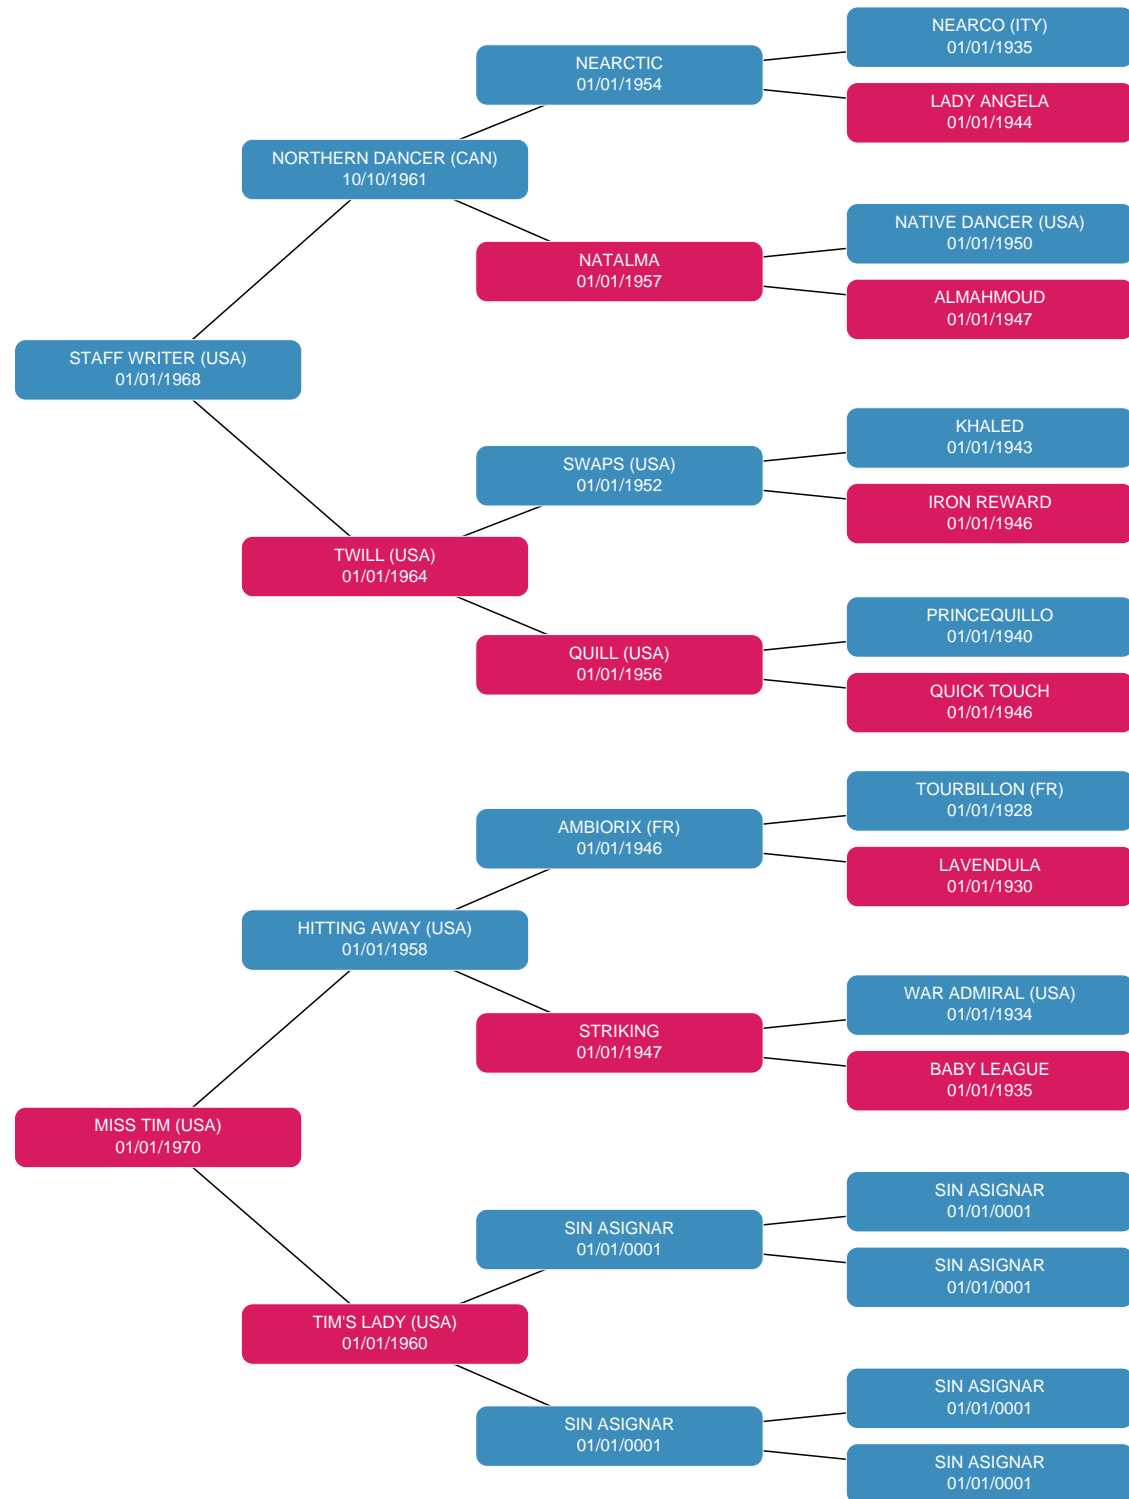 NEARCO (ITY)
01/01/1935
NEARCTIC
01/01/1954
LADY ANGELA
01/01/1944
NORTHERN DANCER (CAN)
10/10/1961
NATIVE DANCER (USA)
01/01/1950
NATALMA
01/01/1957
ALMAHMOUD
01/01/1947
STAFF WRITER (USA)
01/01/1968
KHALED
01/01/1943
SWAPS (USA)
01/01/1952
IRON REWARD
01/01/1946
TWILL (USA)
01/01/1964
PRINCEQUILLO
01/01/1940
QUILL (USA)
01/01/1956
QUICK TOUCH
01/01/1946
TOURBILLON (FR)
01/01/1928
AMBIORIX (FR)
01/01/1946
LAVENDULA
01/01/1930
HITTING AWAY (USA)
01/01/1958
WAR ADMIRAL (USA)
01/01/1934
STRIKING
01/01/1947
BABY LEAGUE
01/01/1935
MISS TIM (USA)
01/01/1970
SIN ASIGNAR
01/01/0001
SIN ASIGNAR
01/01/0001
SIN ASIGNAR
01/01/0001
TIM'S LADY (USA)
01/01/1960
SIN ASIGNAR
01/01/0001
SIN ASIGNAR
01/01/0001
SIN ASIGNAR
01/01/0001